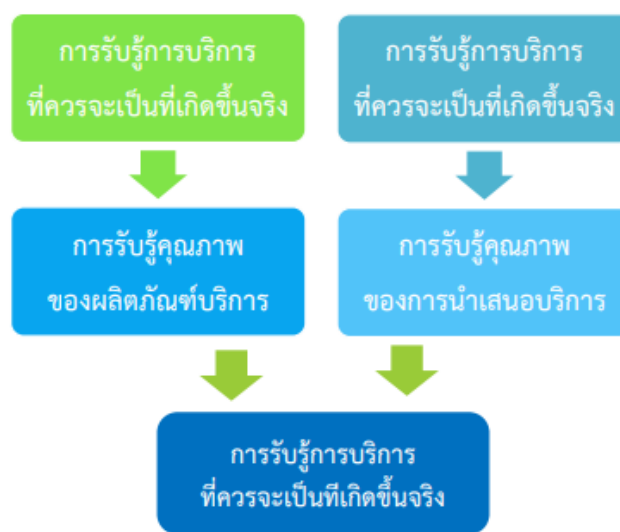 การรับรู้การบริการ
ที่ควรจะเป็นที่เกิดขึ้นจริง
การรับรู้การบริการ
ที่ควรจะเป็นที่เกิดขึ้นจริง
การรับรู้คุณภาพ
ของผลิตภัณฑ์บริการ
การรับรู้คุณภาพ
ของการนำเสนอบริการ
การรับรู้การบริการ
ที่ควรจะเป็นทีเกิดขึ้นจริง